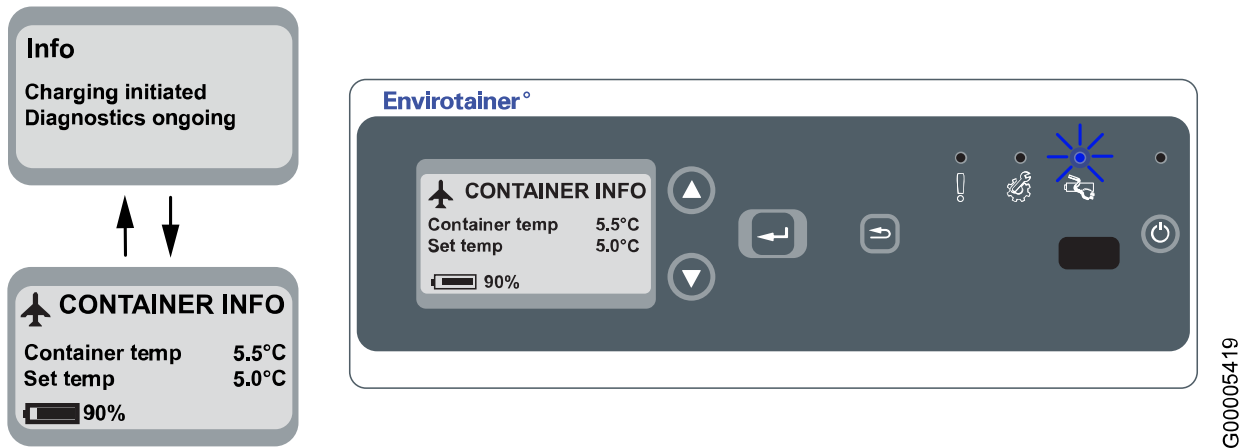 Info
Charging initiated
Diagnostics ongoing
CONTAINER INFO
Container temp 5.5°C
Set temp 5.0°C
90%
Envirotainer°
CONTAINER INFO
Container temp 5.5°C
Set temp 5.0°C
90%
G00005419